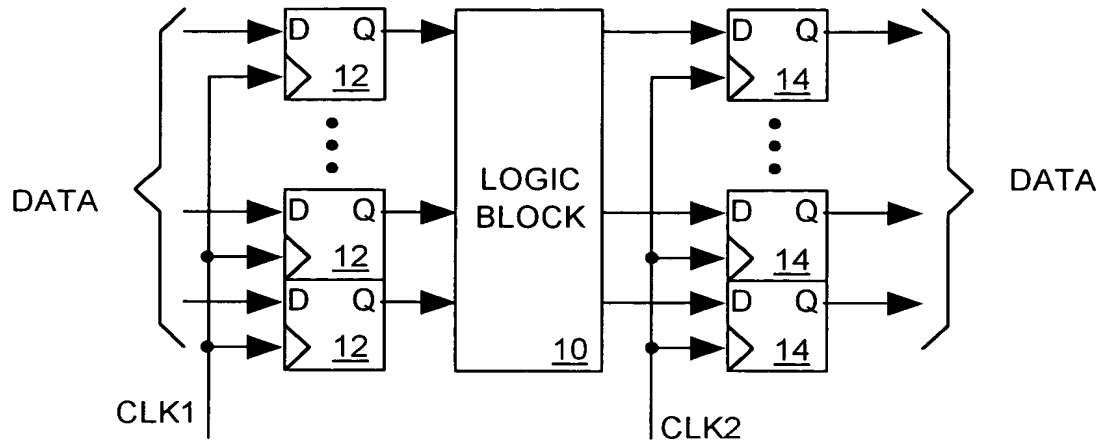 D Q
12
D Q
14
DATA
LOGIC
BLOCK
DATA
D Q
12
D Q
14
D Q
12
10
D Q
14
CLK1
CLK2